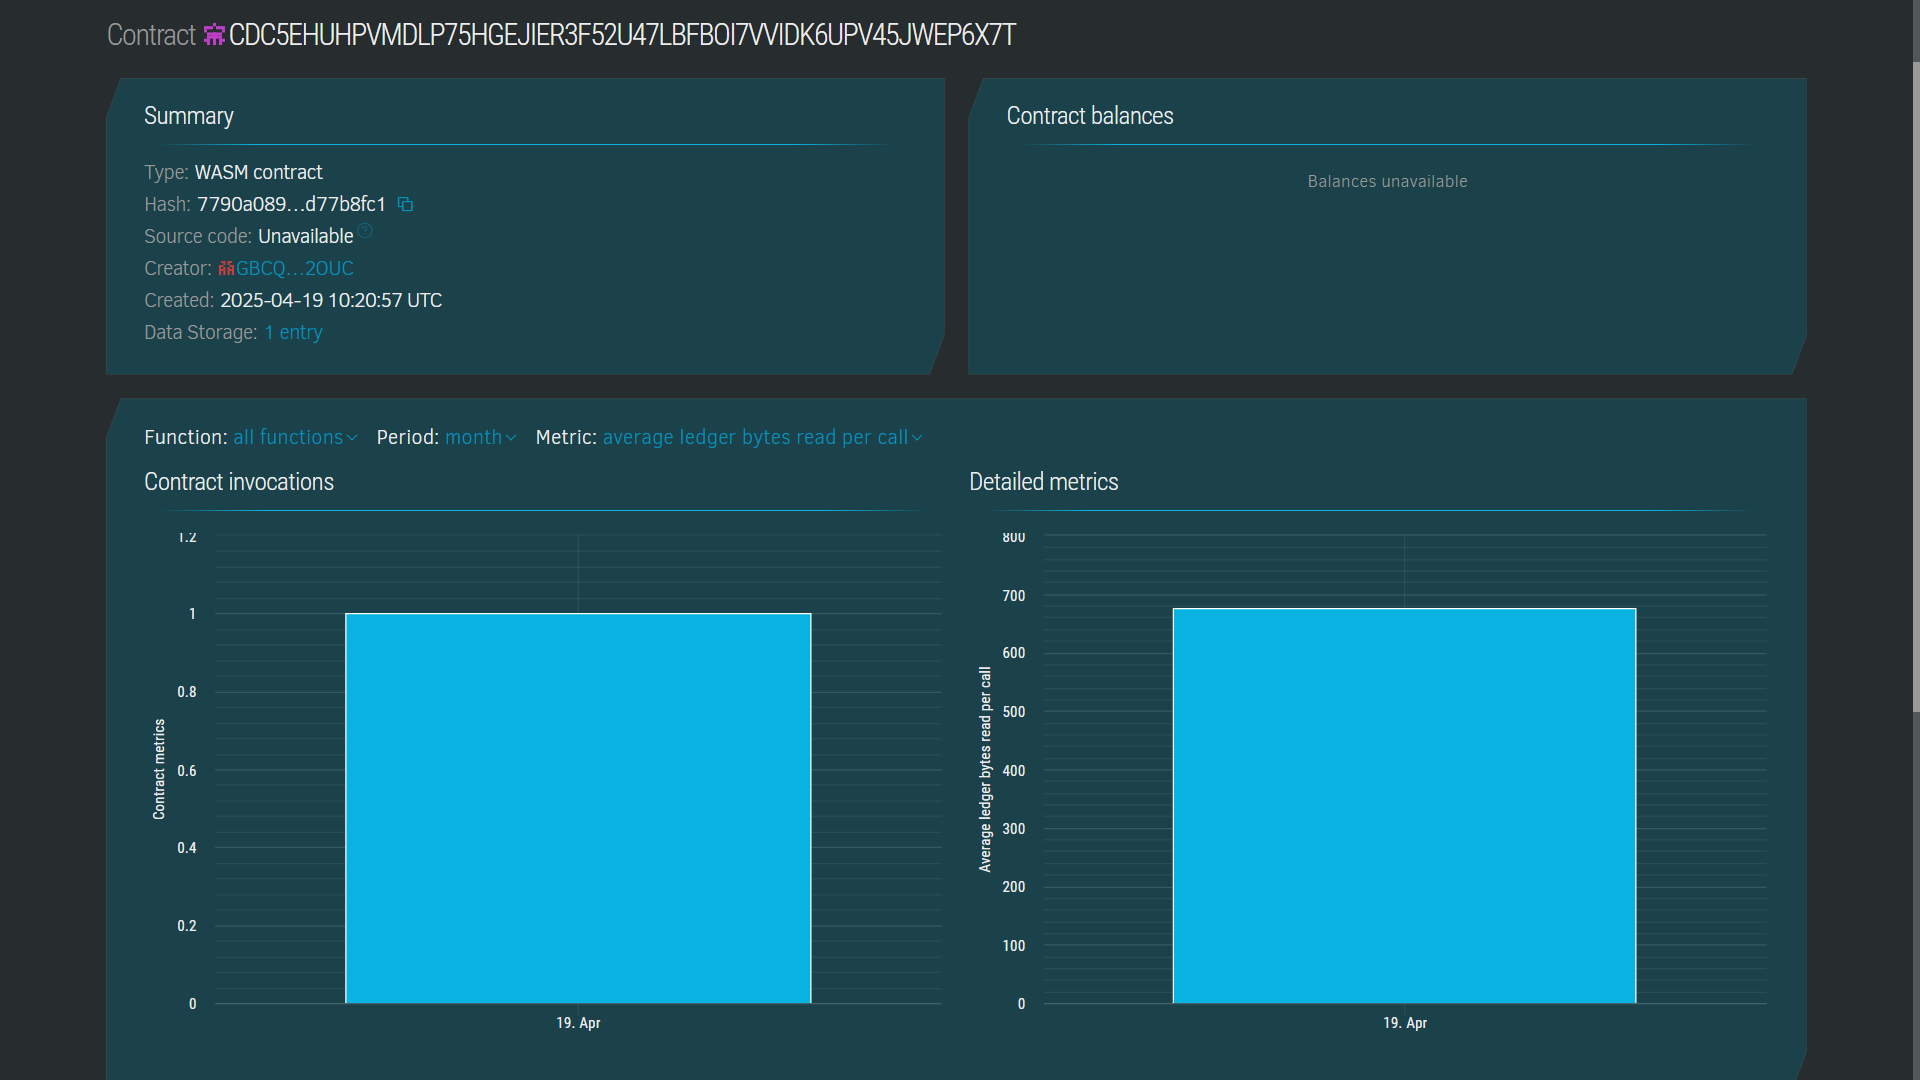 Contract CDC5EHUHPVMDLP75HGEJIER3F52U47LBFBOI7VVIDK6UPV45JWEP6X7T
Summary
Type: WASM contract
Hash: 7790a089…d77b8fc1
Source code: Unavailable
Creator: GBCQ…2OUC
Created: 2025-04-19 10:20:57 UTC
Data Storage: 1 entry
Contract balances
Balances unavailable
Function: all functions Period: month Metric: average ledger bytes read per call
Contract invocations
1.2
1
0.8
0.6
0.4
0.2
0
Contract metrics
19. Apr
Detailed metrics
800
700
600
500
400
300
200
100
0
Average ledger bytes read per call
19. Apr